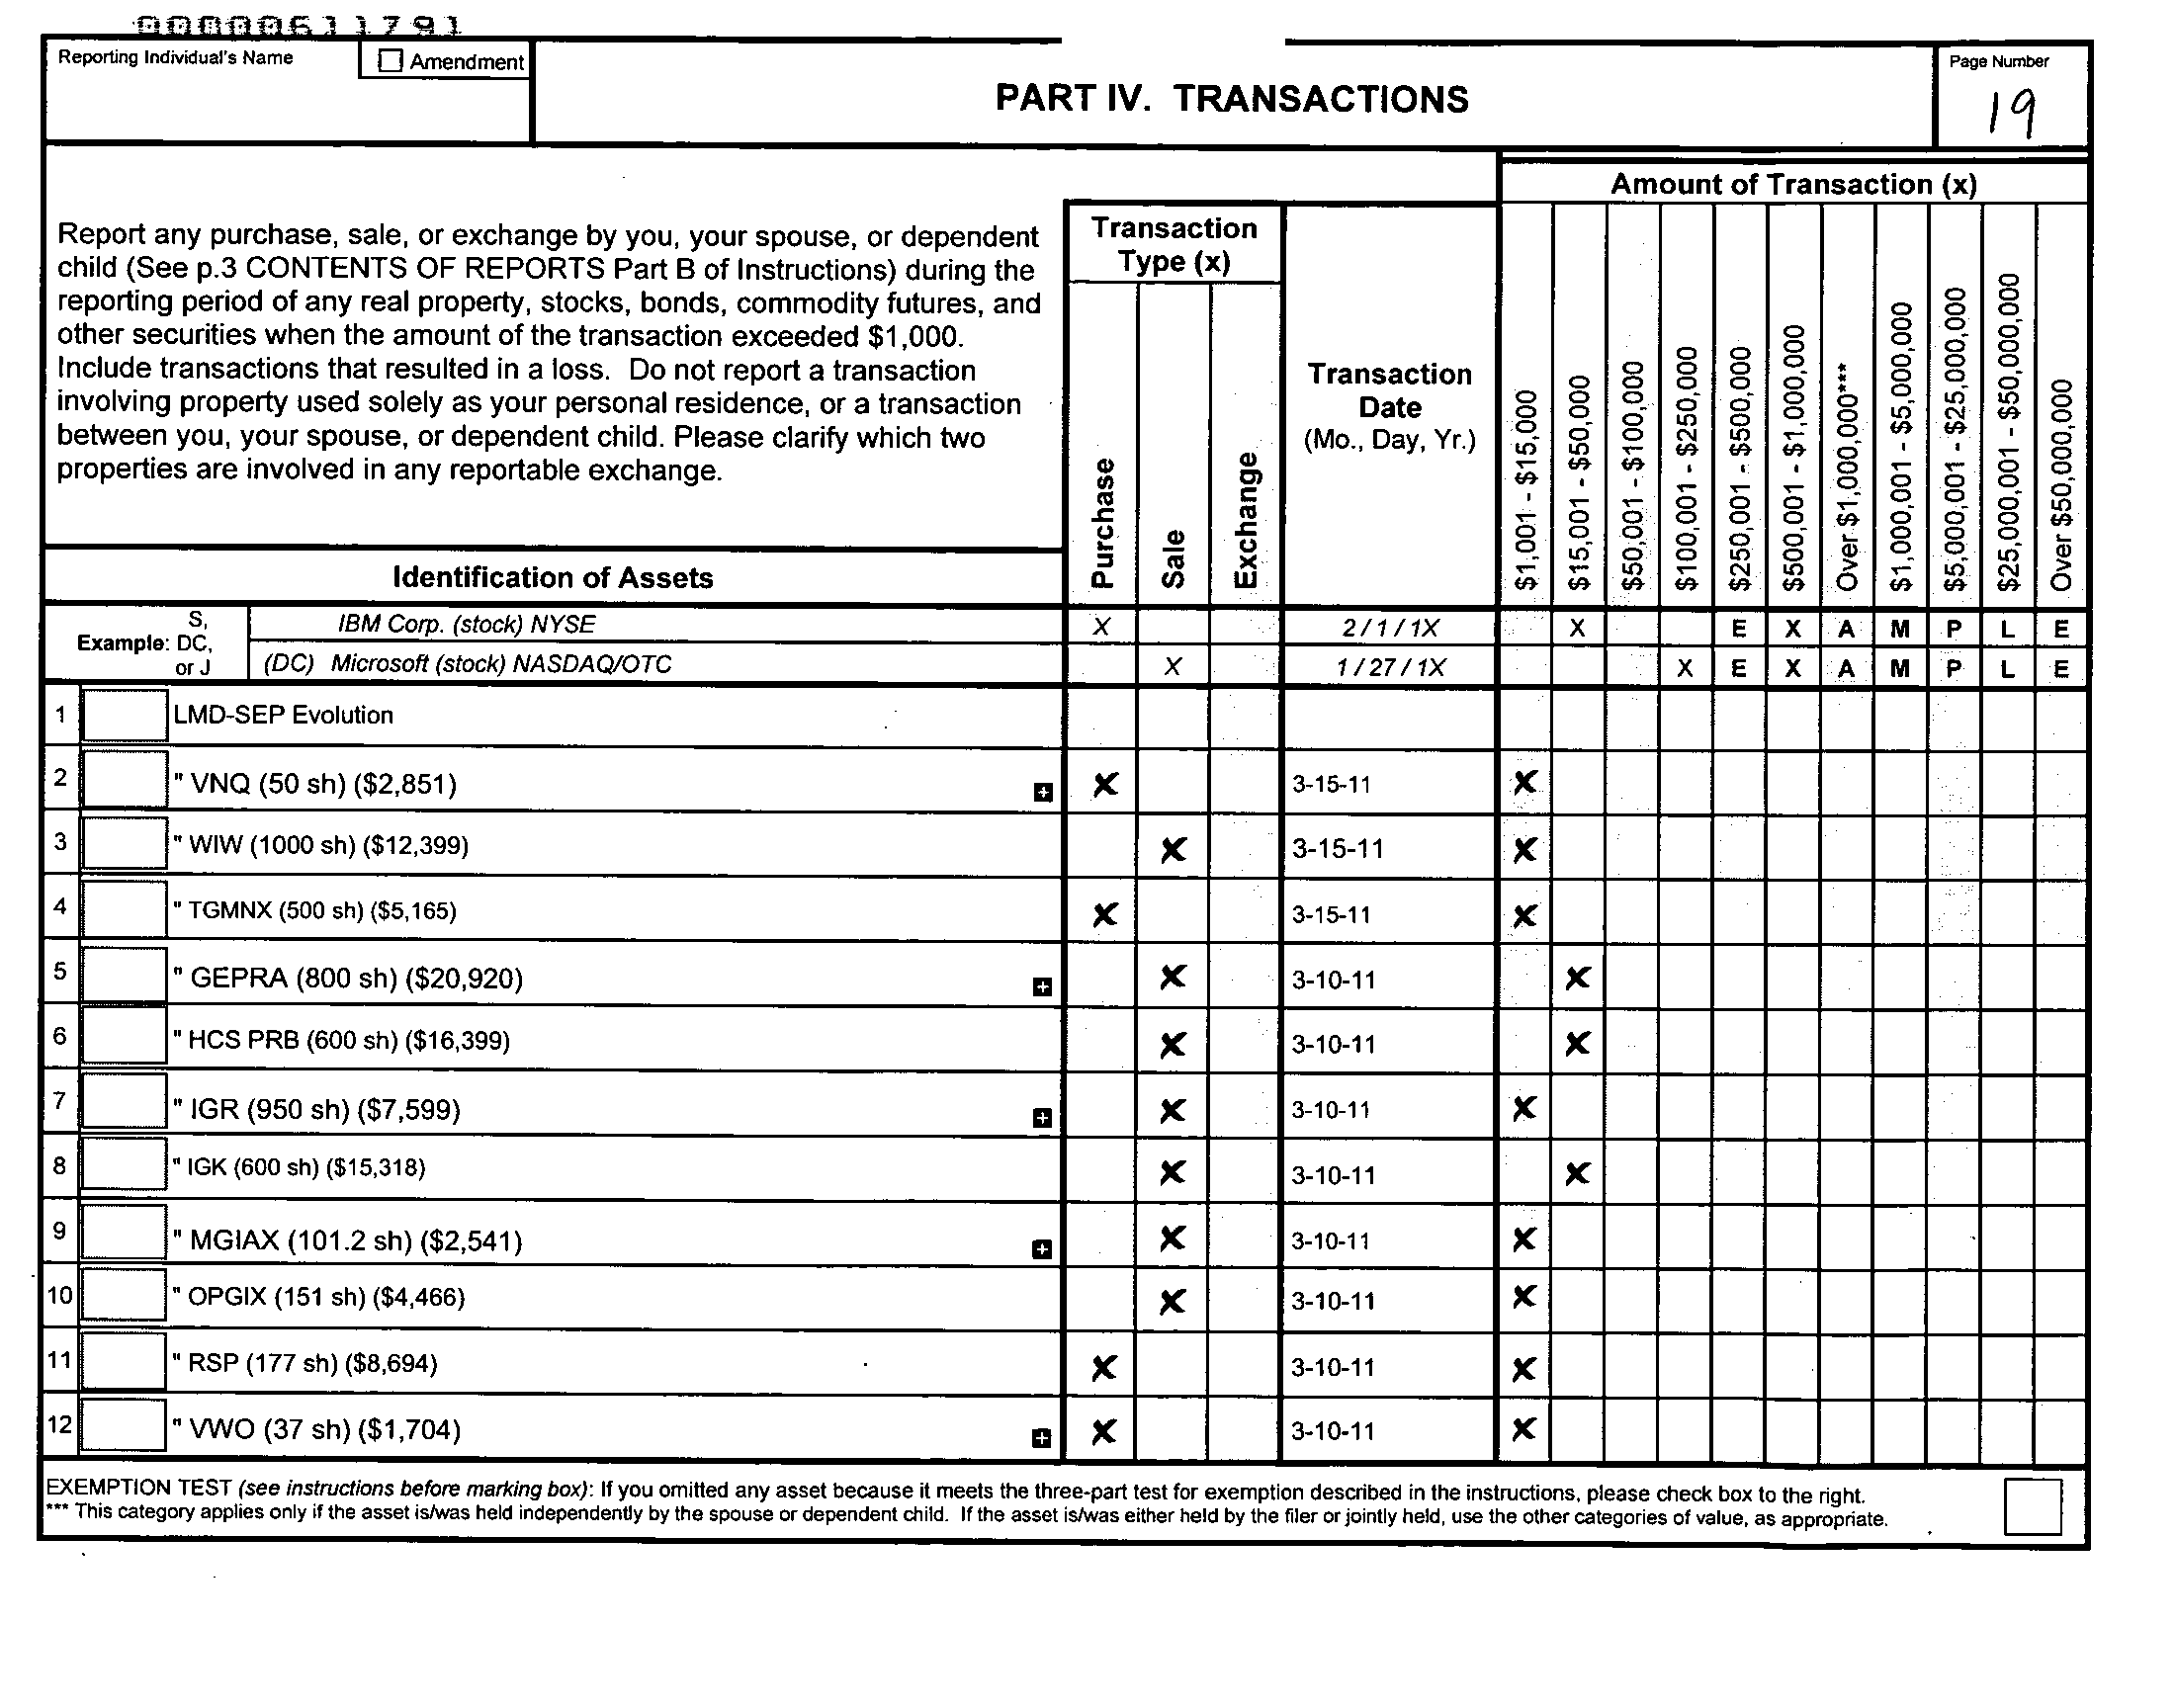 000000611791
Reporting Individual's Name
Amendment
PART IV. TRANSACTIONS
Page Number
19
Report any purchase, sale, or exchange by you, your spouse, or dependent
child (See p.3 CONTENTS OF REPORTS Part B of Instructions) during the
reporting period of any real property, stocks, bonds, commodity futures, and
other securities when the amount of the transaction exceeded $1,000.
Include transactions that resulted in a loss. Do not report a transaction
involving property used solely as your personal residence, or a transaction
between you, your spouse, or dependent child. Please clarify which two
properties are involved in any reportable exchange.
Transaction
Type (x)
Purchase
Sale
Exchange
Transaction
Date
(Mo., Day, Yr.)
Amount of Transaction (x)
$1,001 - $15,000
$15,001 - $50,000
$50,001 - $100,000
$100,001 - $250,000
$250,001 - $500,000
$500,001 - $1,000,000
Over $1,000,000***
$1,000,001 - $5,000,000
$5,000,001 - $25,000,000
$25,000,001 - $50,000,000
Over $50,000,000
Identification of Assets
S,
Example: DC,
or J
IBM Corp. (stock) NYSE X 2 / 1 / 1X X E X A M P L E
(DC) Microsoft (stock) NASDAQ/OTC X 1 / 27 / 1X X E X A M P L E
1 LMD-SEP Evolution
2 " VNQ (50 sh) ($2,851) + X 3-15-11 X
3 " WIW (1000 sh) ($12,399) X 3-15-11 X
4 " TGMNX (500 sh) ($5,165) X 3-15-11 X
5 " GEPRA (800 sh) ($20,920) + X 3-10-11 X
6 " HCS PRB (600 sh) ($16,399) X 3-10-11 X
7 " IGR (950 sh) ($7,599) + X 3-10-11 X
8 " IGK (600 sh) ($15,318) X 3-10-11 X
9 " MGIAX (101.2 sh) ($2,541) + X 3-10-11 X
10 " OPGIX (151 sh) ($4,466) X 3-10-11 X
11 " RSP (177 sh) ($8,694) X 3-10-11 X
12 " VWO (37 sh) ($1,704) + X 3-10-11 X
EXEMPTION TEST (see instructions before marking box): If you omitted any asset because it meets the three-part test for exemption described in the instructions, please check box to the right.
*** This category applies only if the asset is/was held independently by the spouse or dependent child. If the asset is/was either held by the filer or jointly held, use the other categories of value, as appropriate.